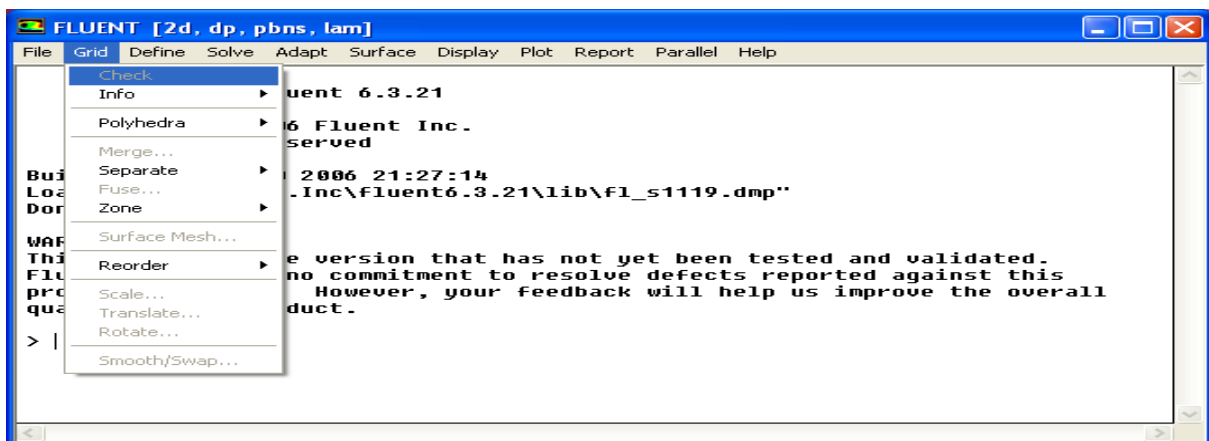 FLUENT [2d, dp, pbns, lam]
File Grid Define Solve Adapt Surface Display Plot Report Parallel Help
Check
Info
Polyhedra
Merge...
Separate
Fuse...
Zone
Surface Mesh...
Reorder
Scale...
Translate...
Rotate...
Smooth/Swap...
uent 6.3.21
06 Fluent Inc.
served
Bui 2006 21:27:14
Loa .Inc\fluent6.3.21\lib\fl_s1119.dmp"
Don
WAR
Thi e version that has not yet been tested and validated.
Flu no commitment to resolve defects reported against this
pro However, your feedback will help us improve the overall
qua duct.
>